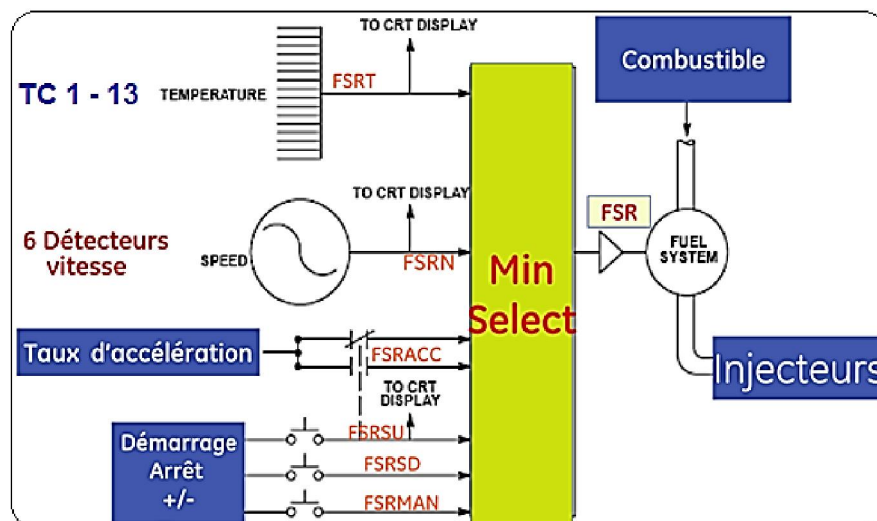 TO CRT DISPLAY
Combustible
FSRT
TC 1 - 13
TEMPERATURE
TO CRT DISPLAY
FSR
6 Détecteurs
vitesse
SPEED
FSRN
FUEL
SYSTEM
Min
Select
Taux d'accélération
FSRACC
Injecteurs
TO CRT
DISPLAY
Démarrage
Arrêt
+/-
FSRSU
FSRSD
FSRMAN